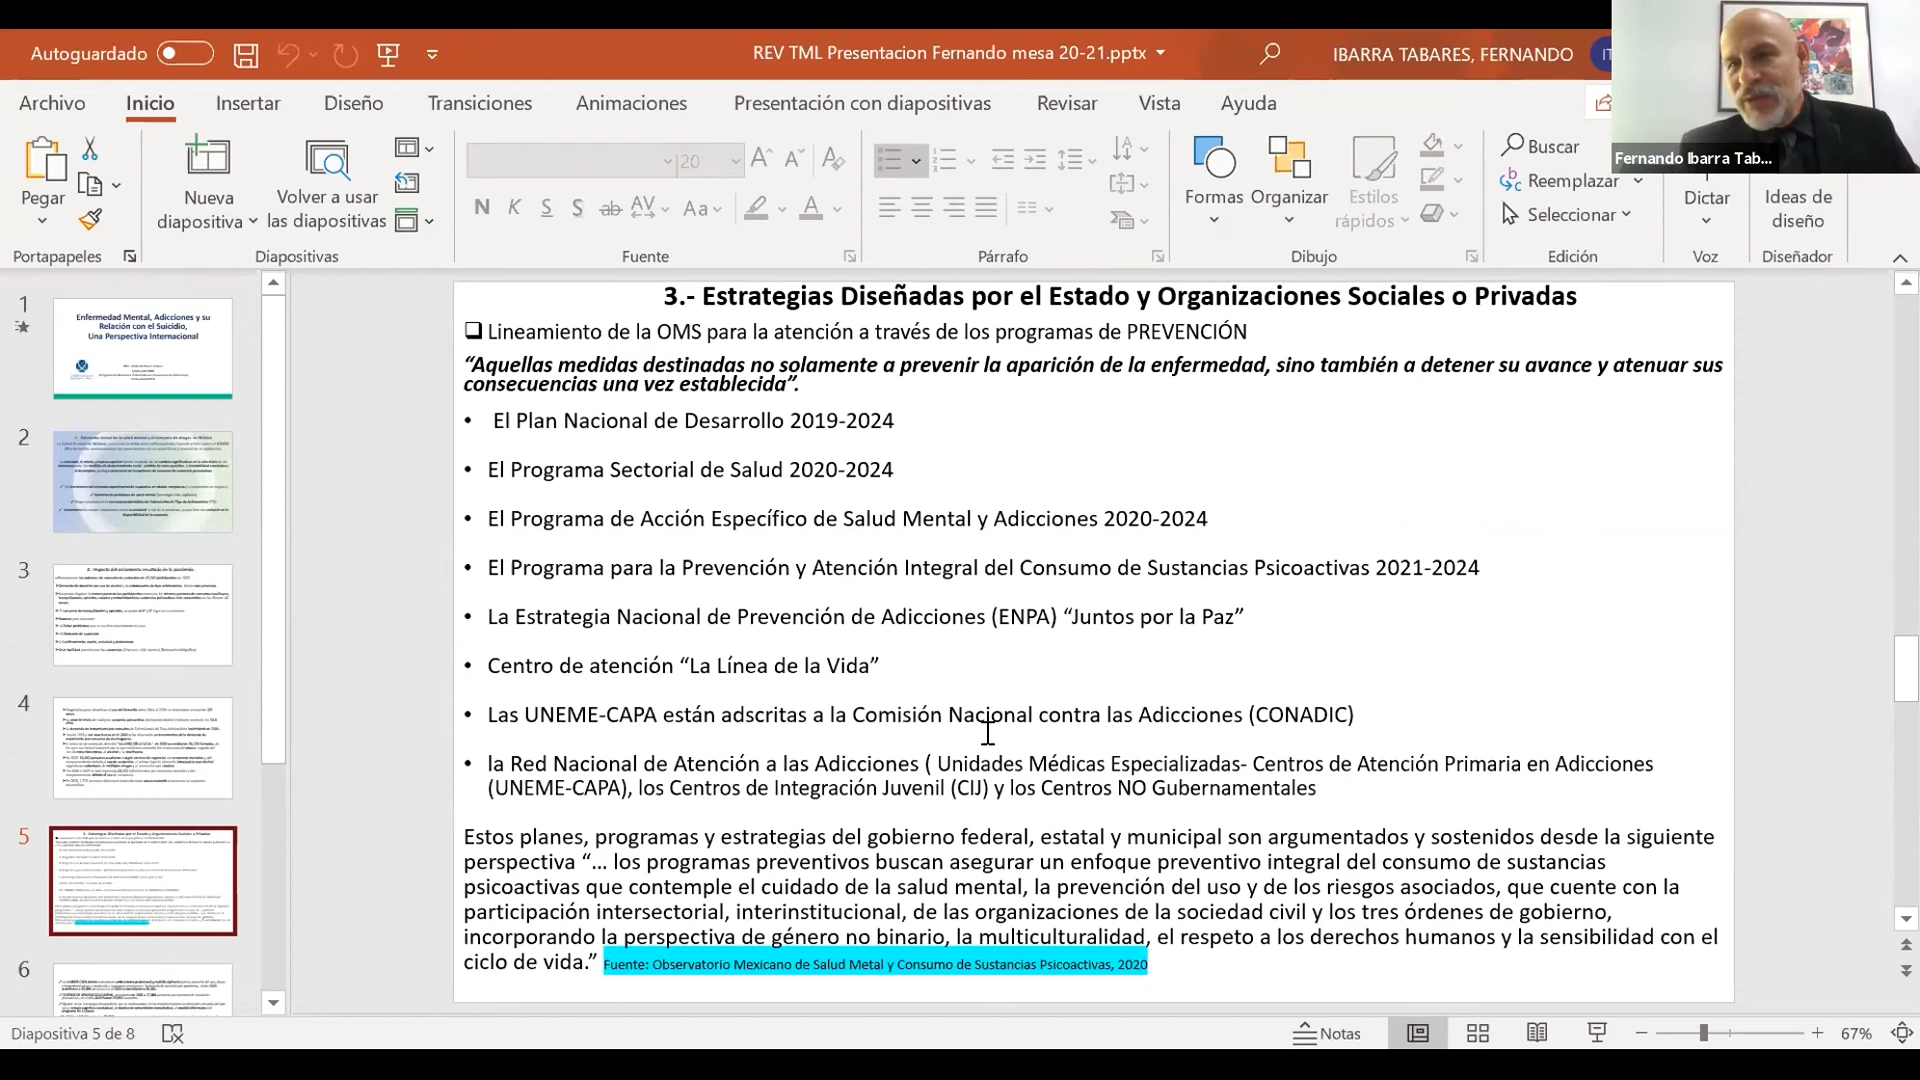 Autoguardado
REV TML Presentacion Fernando mesa 20-21.pptx
IBARRA TABARES, FERNANDO
Archivo Inicio Insertar Diseño Transiciones Animaciones Presentación con diapositivas Revisar Vista Ayuda
Pegar
Nueva diapositiva
Volver a usar las diapositivas
20
N K S S ab AV Aa A
Formas
Organizar
Estilos rápidos
Buscar
Reemplazar
Seleccionar
Dictar
Ideas de diseño
Portapapeles Diapositivas Fuente Párrafo Dibujo Edición Voz Diseñador
Fernando Ibarra Tab...
1
Enfermedad Mental, Adicciones y su
Relación con el Suicidio,
Una Perspectiva Internacional
2
3
4
5
6
3.- Estrategias Diseñadas por el Estado y Organizaciones Sociales o Privadas
❑ Lineamiento de la OMS para la atención a través de los programas de PREVENCIÓN
“Aquellas medidas destinadas no solamente a prevenir la aparición de la enfermedad, sino también a detener su avance y atenuar sus
consecuencias una vez establecida”.
• El Plan Nacional de Desarrollo 2019-2024
• El Programa Sectorial de Salud 2020-2024
• El Programa de Acción Específico de Salud Mental y Adicciones 2020-2024
• El Programa para la Prevención y Atención Integral del Consumo de Sustancias Psicoactivas 2021-2024
• La Estrategia Nacional de Prevención de Adicciones (ENPA) “Juntos por la Paz”
• Centro de atención “La Línea de la Vida”
• Las UNEME-CAPA están adscritas a la Comisión Nacional contra las Adicciones (CONADIC)
• la Red Nacional de Atención a las Adicciones ( Unidades Médicas Especializadas- Centros de Atención Primaria en Adicciones
(UNEME-CAPA), los Centros de Integración Juvenil (CIJ) y los Centros NO Gubernamentales
Estos planes, programas y estrategias del gobierno federal, estatal y municipal son argumentados y sostenidos desde la siguiente
perspectiva “... los programas preventivos buscan asegurar un enfoque preventivo integral del consumo de sustancias
psicoactivas que contemple el cuidado de la salud mental, la prevención del uso y de los riesgos asociados, que cuente con la
participación intersectorial, interinstitucional, de las organizaciones de la sociedad civil y los tres órdenes de gobierno,
incorporando la perspectiva de género no binario, la multiculturalidad, el respeto a los derechos humanos y la sensibilidad con el
ciclo de vida.” Fuente: Observatorio Mexicano de Salud Metal y Consumo de Sustancias Psicoactivas, 2020
Diapositiva 5 de 8
Notas
67%